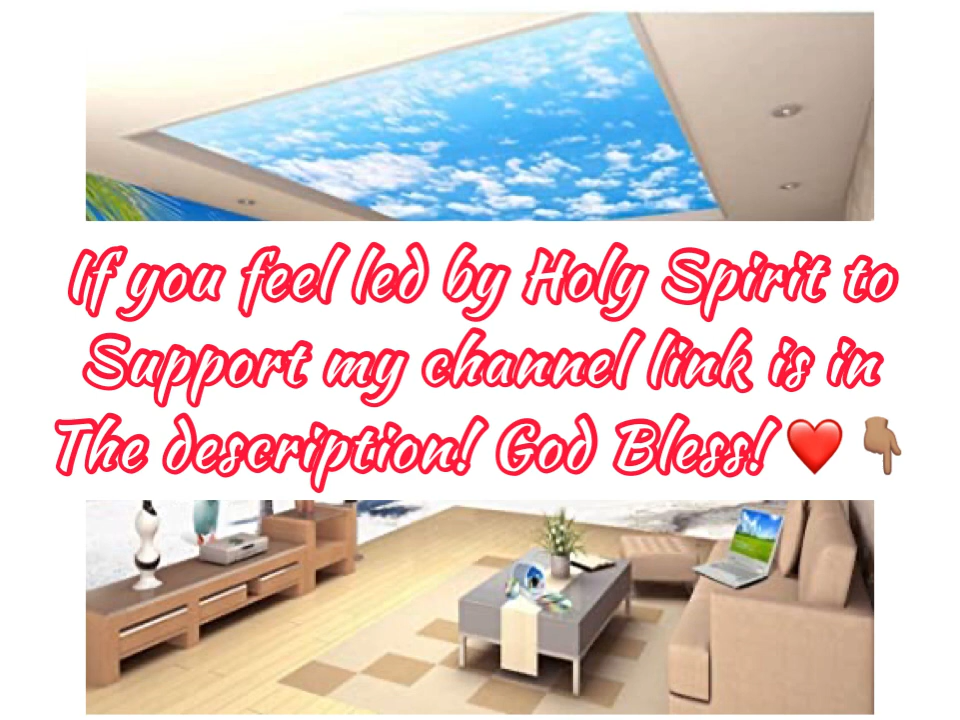 If you feel led by Holy Spirit to
Support my channel link is in
The description! God Bless! ❤️👇🏽